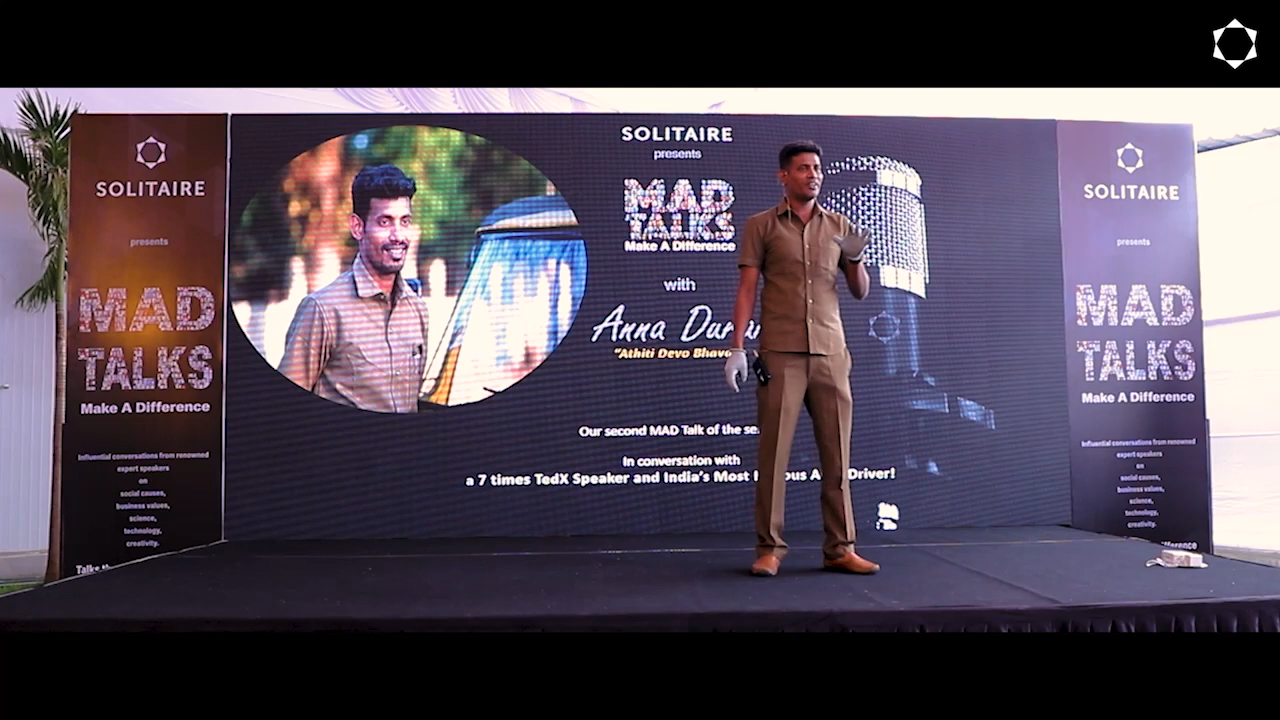 SOLITAIRE
presents
MAD
TALKS
Make A Difference
Influential conversations from renowned
expert speakers
on
social causes,
business values,
science,
technology,
creativity.
Talks
SOLITAIRE
presents
MAD
TALKS
Make A Difference
with
Anna
"Athiti Devo
Our second MAD Talk of the
In conversation with
a 7 times TedX Speaker and India's Most Driver!
SOLITAIRE
presents
MAD
TALKS
Make A Difference
Influential conversations from renowned
expert speakers
on
social causes,
business values,
science,
technology,
creativity.